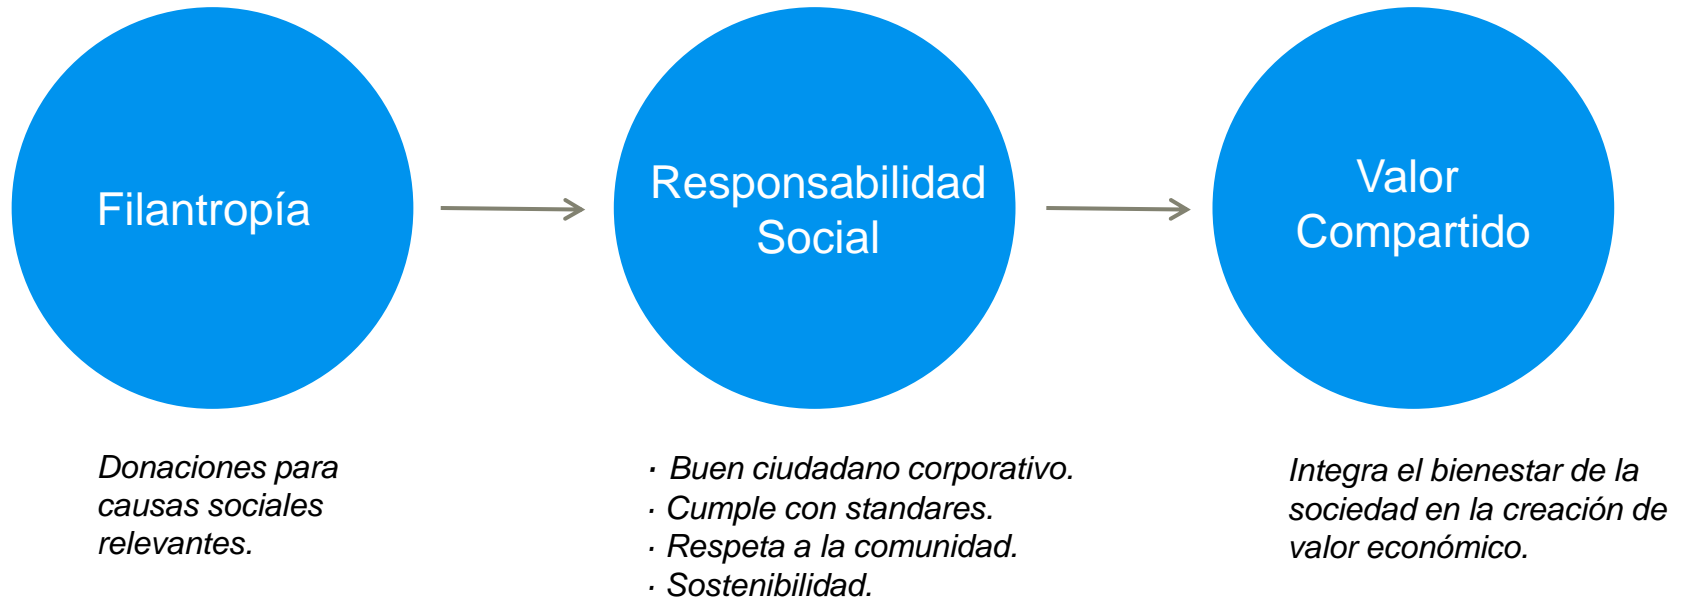 Filantropía
Responsabilidad
Social
Valor
Compartido
Donaciones para
causas sociales
relevantes.
· Buen ciudadano corporativo.
· Cumple con standares.
· Respeta a la comunidad.
· Sostenibilidad.
Integra el bienestar de la
sociedad en la creación de
valor económico.